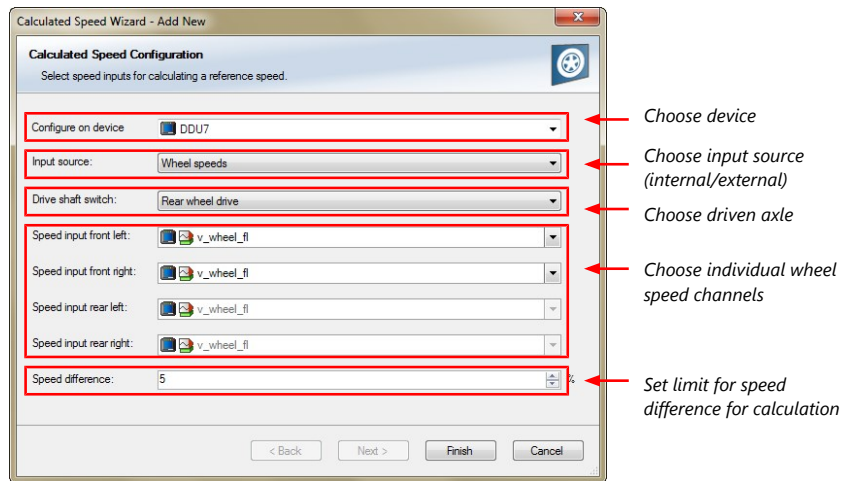 Calculated Speed Wizard - Add New
Calculated Speed Configuration
Select speed inputs for calculating a reference speed.
Configure on device DDU7
Choose device
Input source: Wheel speeds
Choose input source
(internal/external)
Drive shaft switch: Rear wheel drive
Choose driven axle
Speed input front left: v_wheel_fl
Speed input front right: v_wheel_fl
Choose individual wheel
speed channels
Speed input rear left: v_wheel_fl
Speed input rear right: v_wheel_fl
Speed difference: 5 %
Set limit for speed
difference for calculation
< Back Next > Finish Cancel